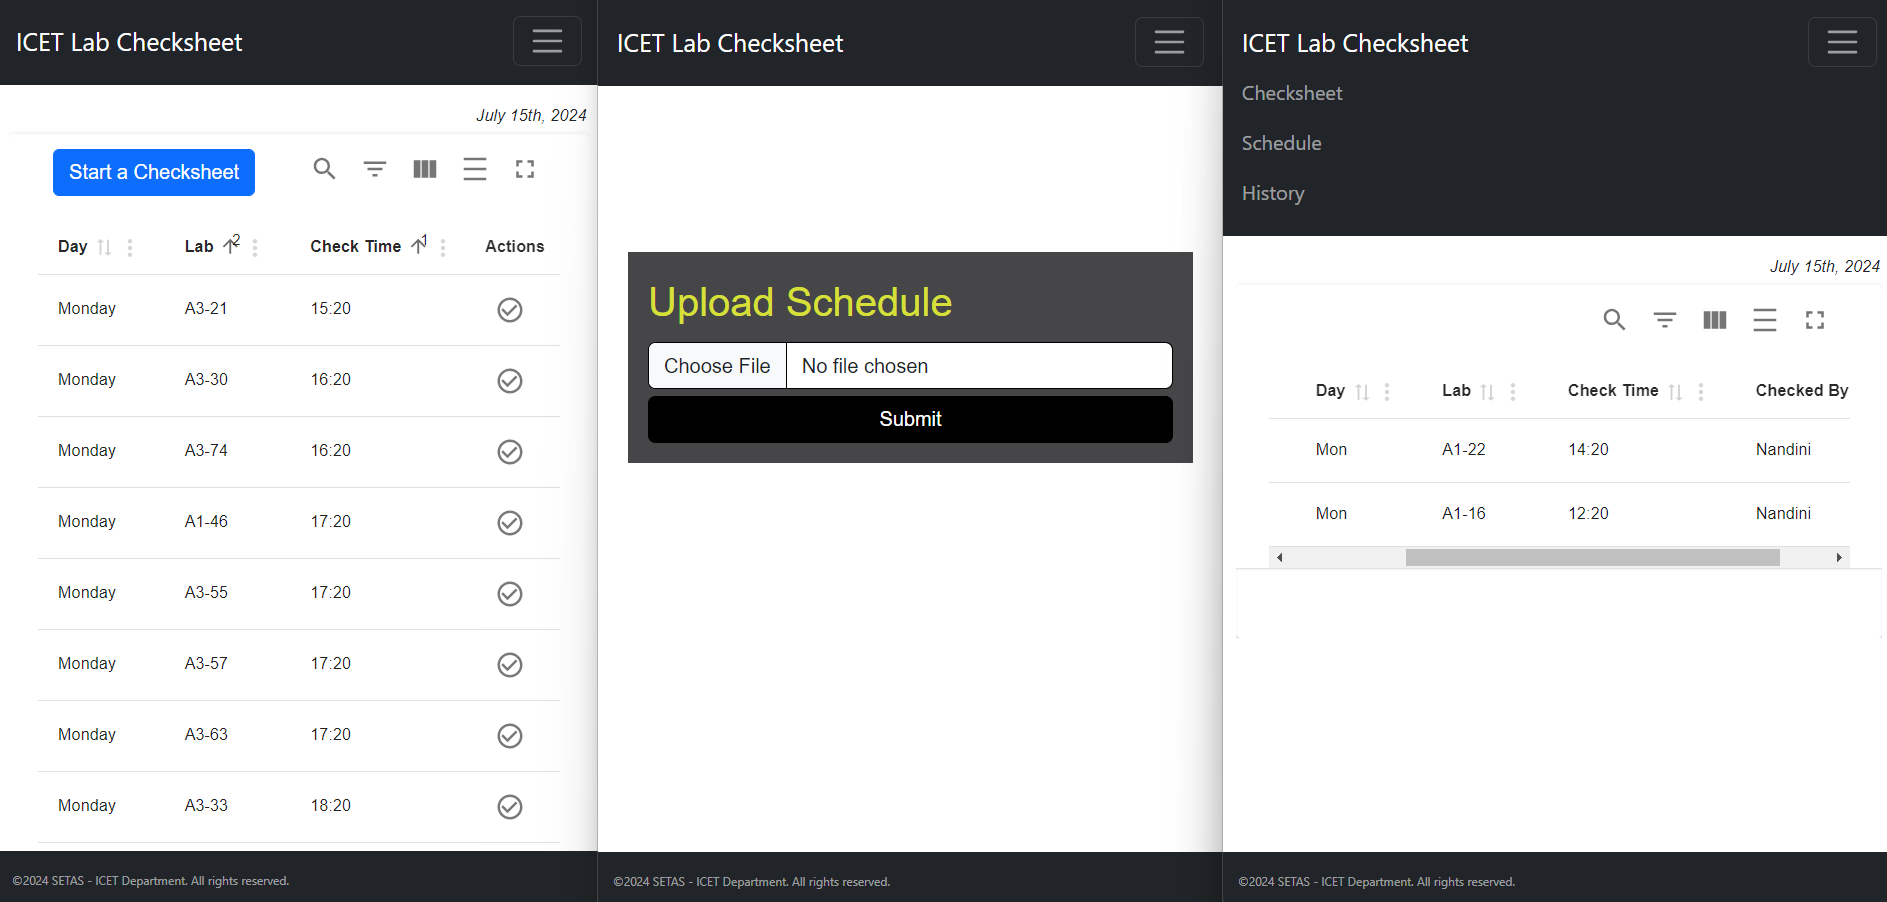 ICET Lab Checksheet
July 15th, 2024
Start a Checksheet
Day Lab 2 Check Time 1 Actions
Monday A3-21 15:20
Monday A3-30 16:20
Monday A3-74 16:20
Monday A1-46 17:20
Monday A3-55 17:20
Monday A3-57 17:20
Monday A3-63 17:20
Monday A3-33 18:20
©2024 SETAS - ICET Department. All rights reserved.
ICET Lab Checksheet
Upload Schedule
Choose File No file chosen
Submit
©2024 SETAS - ICET Department. All rights reserved.
ICET Lab Checksheet
Checksheet
Schedule
History
July 15th, 2024
Day Lab Check Time Checked By
Mon A1-22 14:20 Nandini
Mon A1-16 12:20 Nandini
©2024 SETAS - ICET Department. All rights reserved.